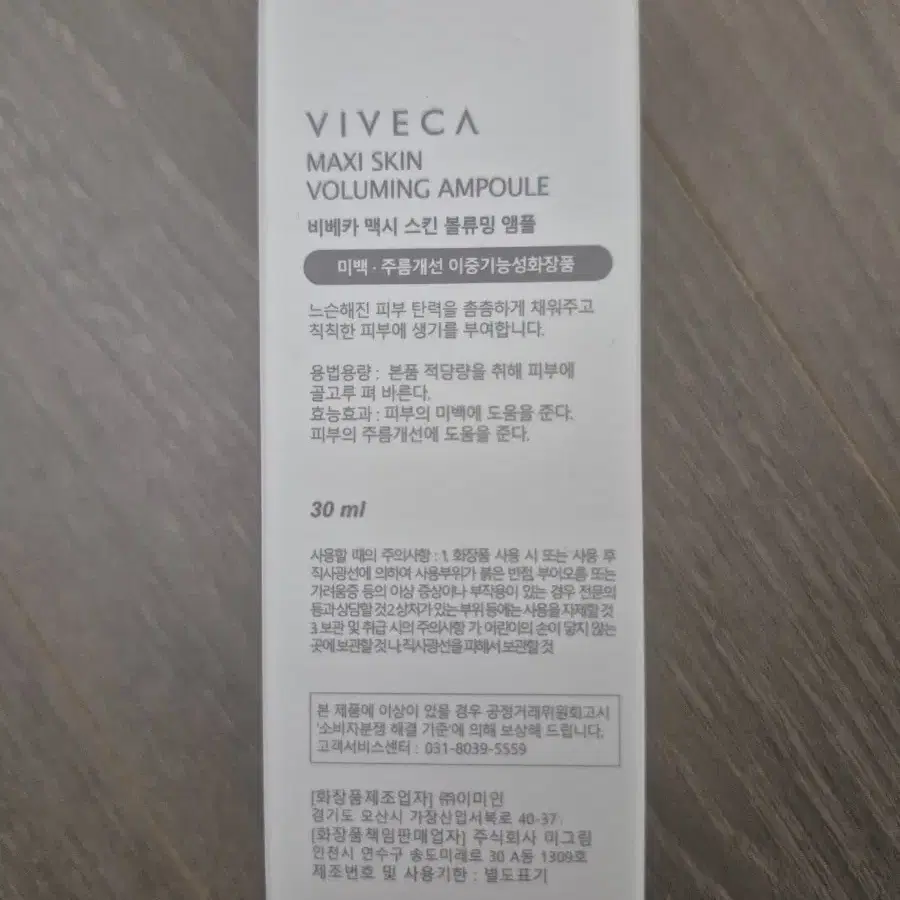 VIVECA
MAXI SKIN
VOLUMING AMPOULE
비베카 맥시 스킨 볼류밍 앰플
미백·주름개선 이중기능성화장품
느슨해진 피부 탄력을 촘촘하게 채워주고
칙칙한 피부에 생기를 부여합니다.
용법용량 : 본품 적당량을 취해 피부에
골고루 펴 바른다.
효능효과 : 피부의 미백에 도움을 준다.
피부의 주름개선에 도움을 준다.
30 ml
사용할 때의 주의사항 : 1. 화장품 사용 시 또는 사용 후
직사광선에 의하여 사용부위가 붉은 반점, 부어오름 또는
가려움증 등의 이상 증상이나 부작용이 있는 경우 전문의
등과 상담할 것 2.상처가 있는 부위 등에는 사용을 자제할 것
3.보관 및 취급 시의 주의사항 가. 어린이의 손이 닿지 않는
곳에 보관할 것 나.직사광선을 피해서 보관할 것
본 제품에 이상이 있을 경우 공정거래위원회고시
'소비자분쟁 해결 기준'에 의해 보상해 드립니다.
고객서비스센터 : 031-8039-5559
[화장품제조업자] ㈜이미인
경기도 오산시 가장산업서북로 40-37
[화장품책임판매업자] 주식회사 미그림
인천시 연수구 송도미래로 30 A동 1309호
제조번호 및 사용기한 : 별도표기